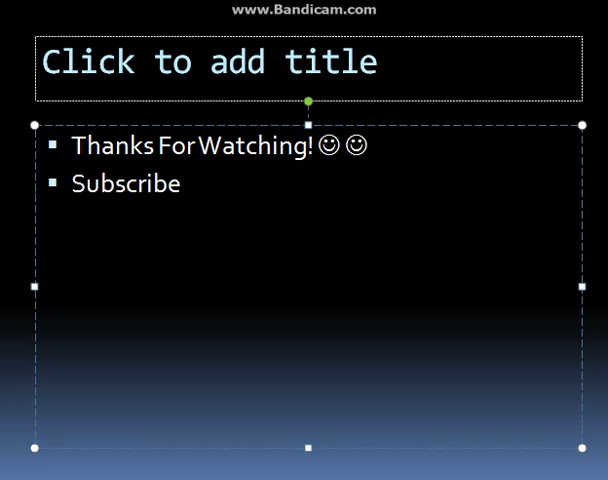 www.Bandicam.com
Click to add title
Thanks For Watching! ☺ ☺
Subscribe